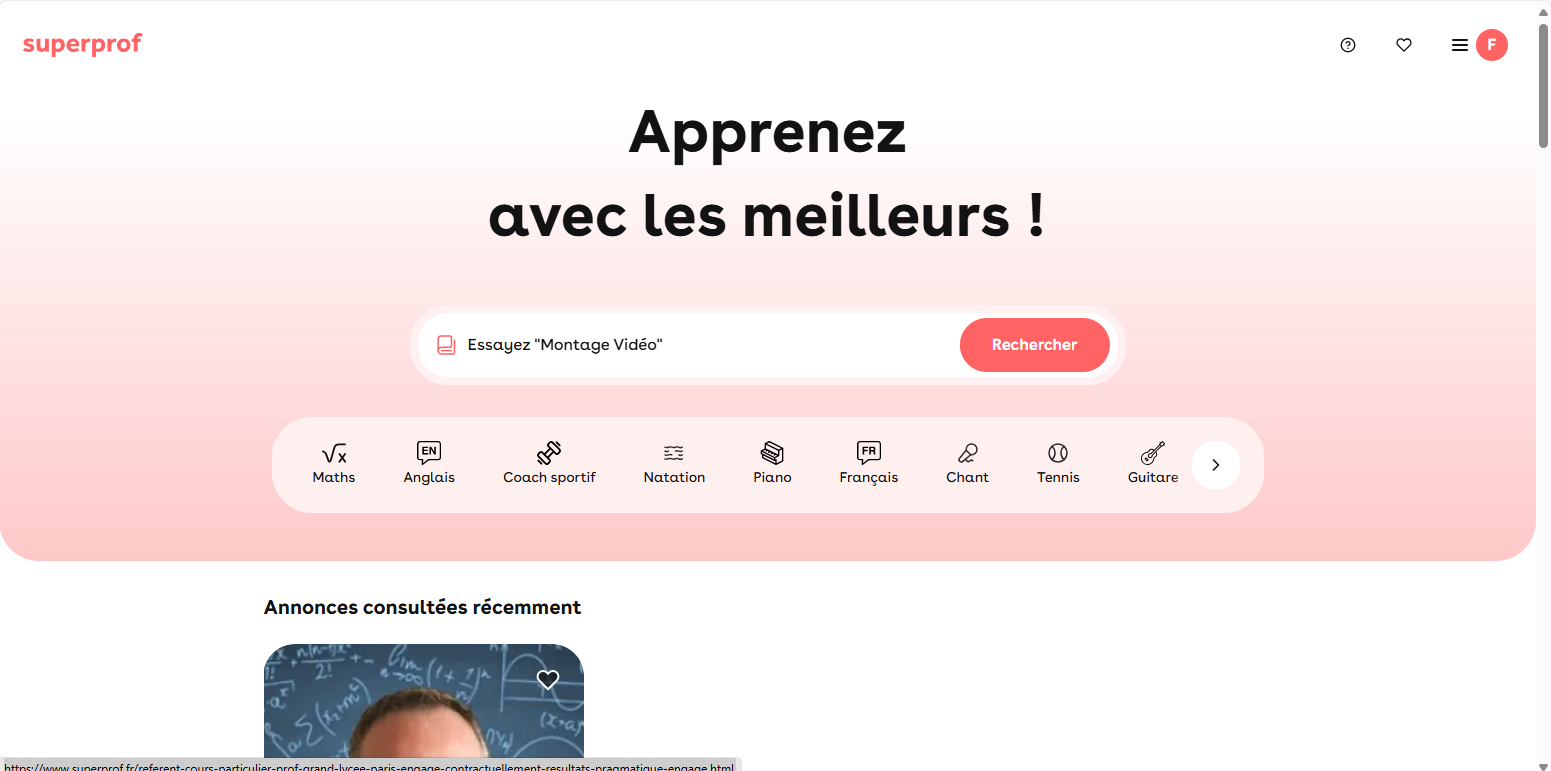 superprof
F
Apprenez
avec les meilleurs !
Essayez "Montage Vidéo"
Rechercher
√x
EN
FR
Maths
Anglais
Coach sportif
Natation
Piano
Français
Chant
Tennis
Guitare
Annonces consultées récemment
https://www.superprof.fr/referent-cours-particulier-prof-grand-lycee-paris-engage-contractuellement-resultats-pragmatique-engage.html